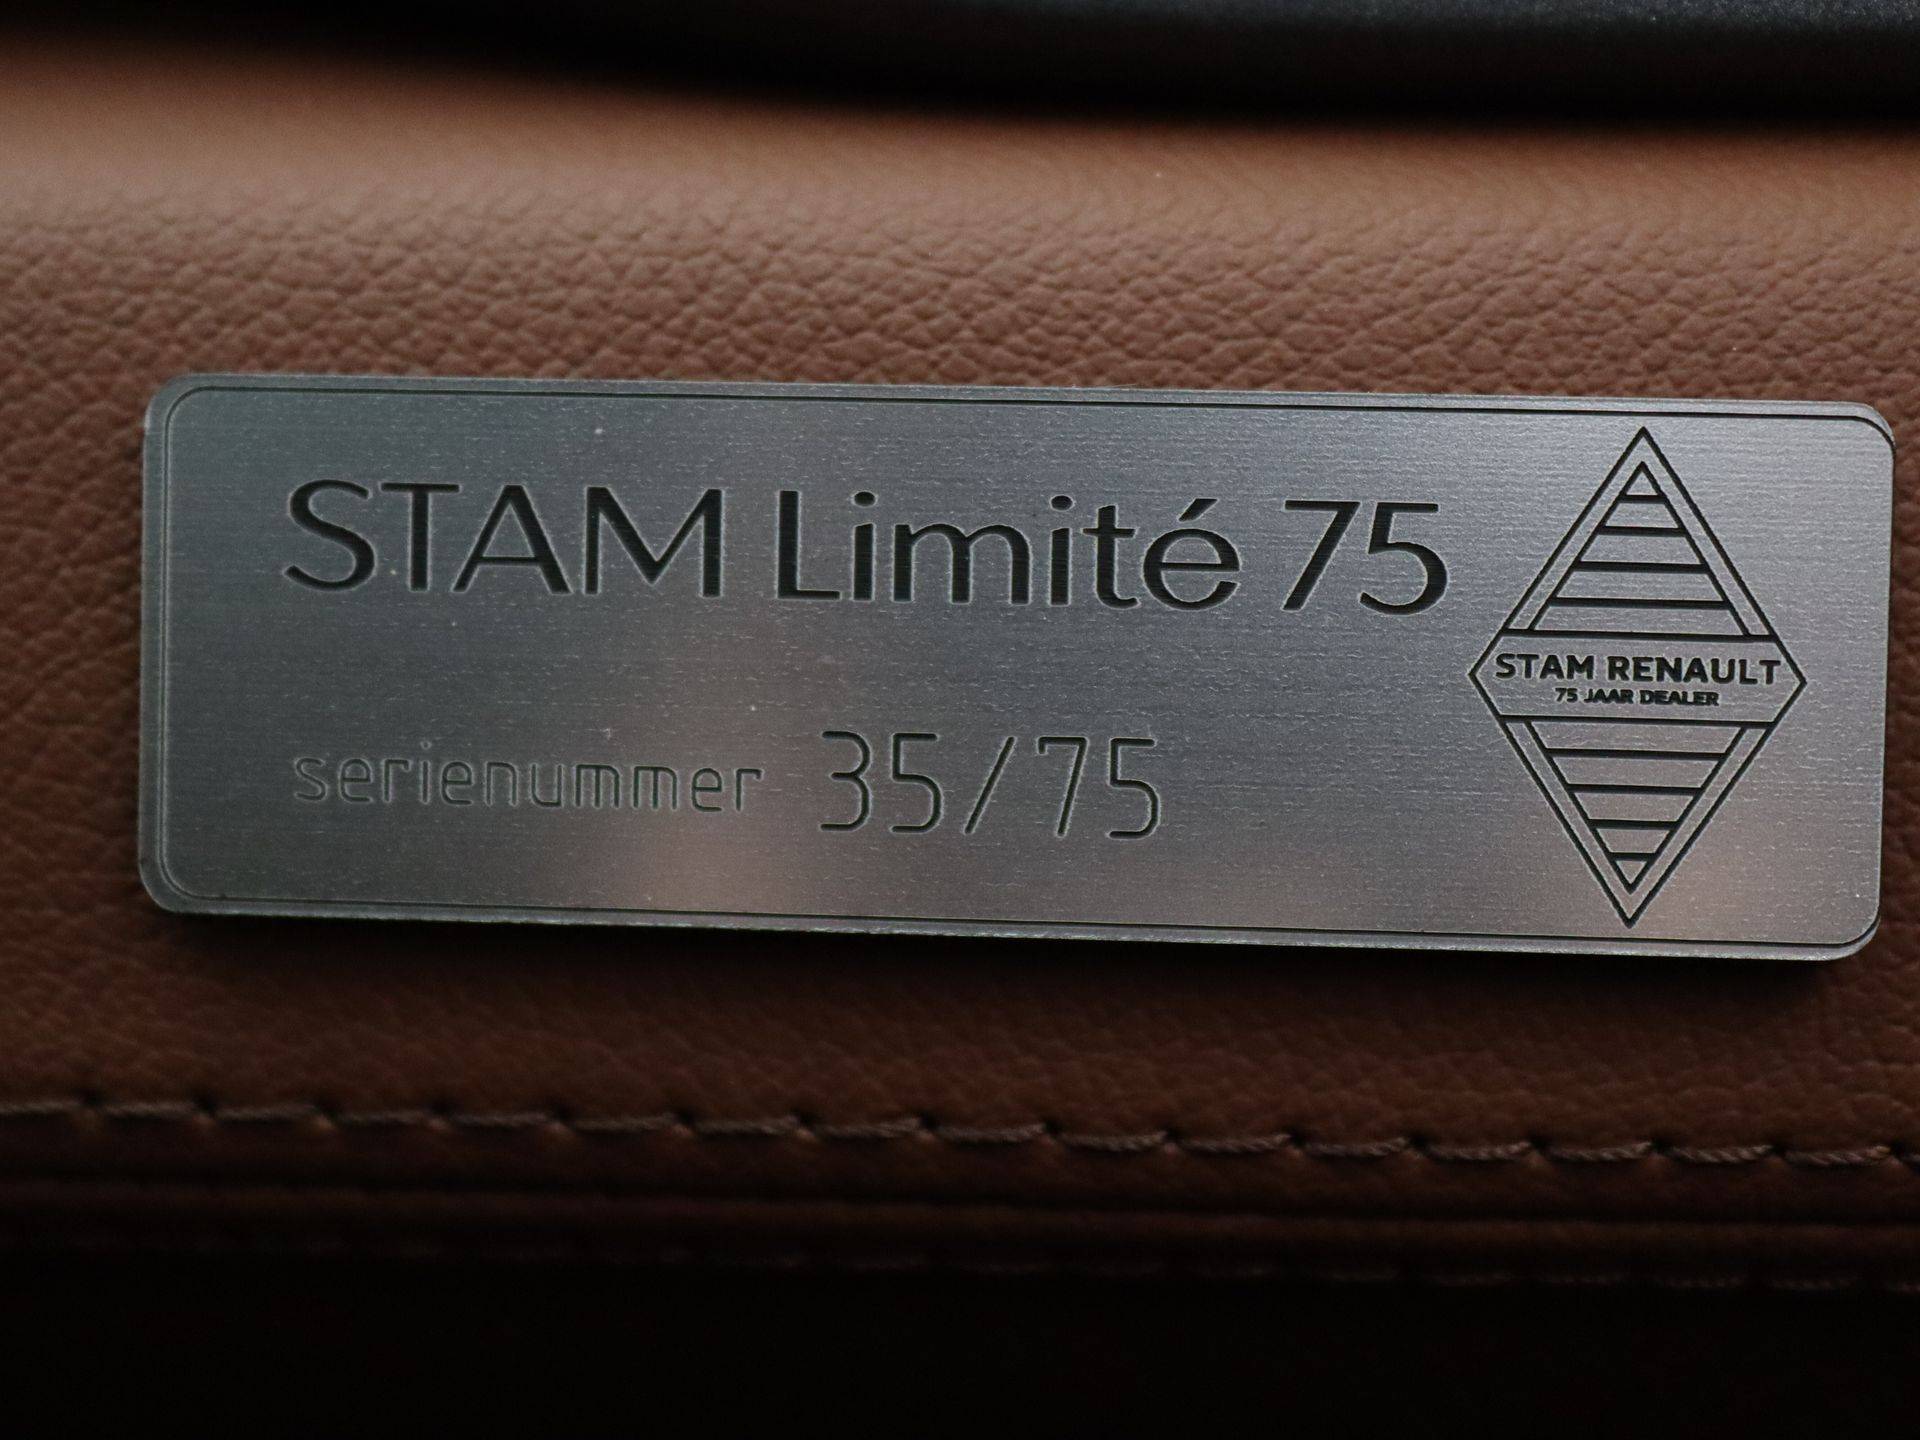 STAM Limité 75
serienummer 35/75
STAM RENAULT
75 JAAR DEALER